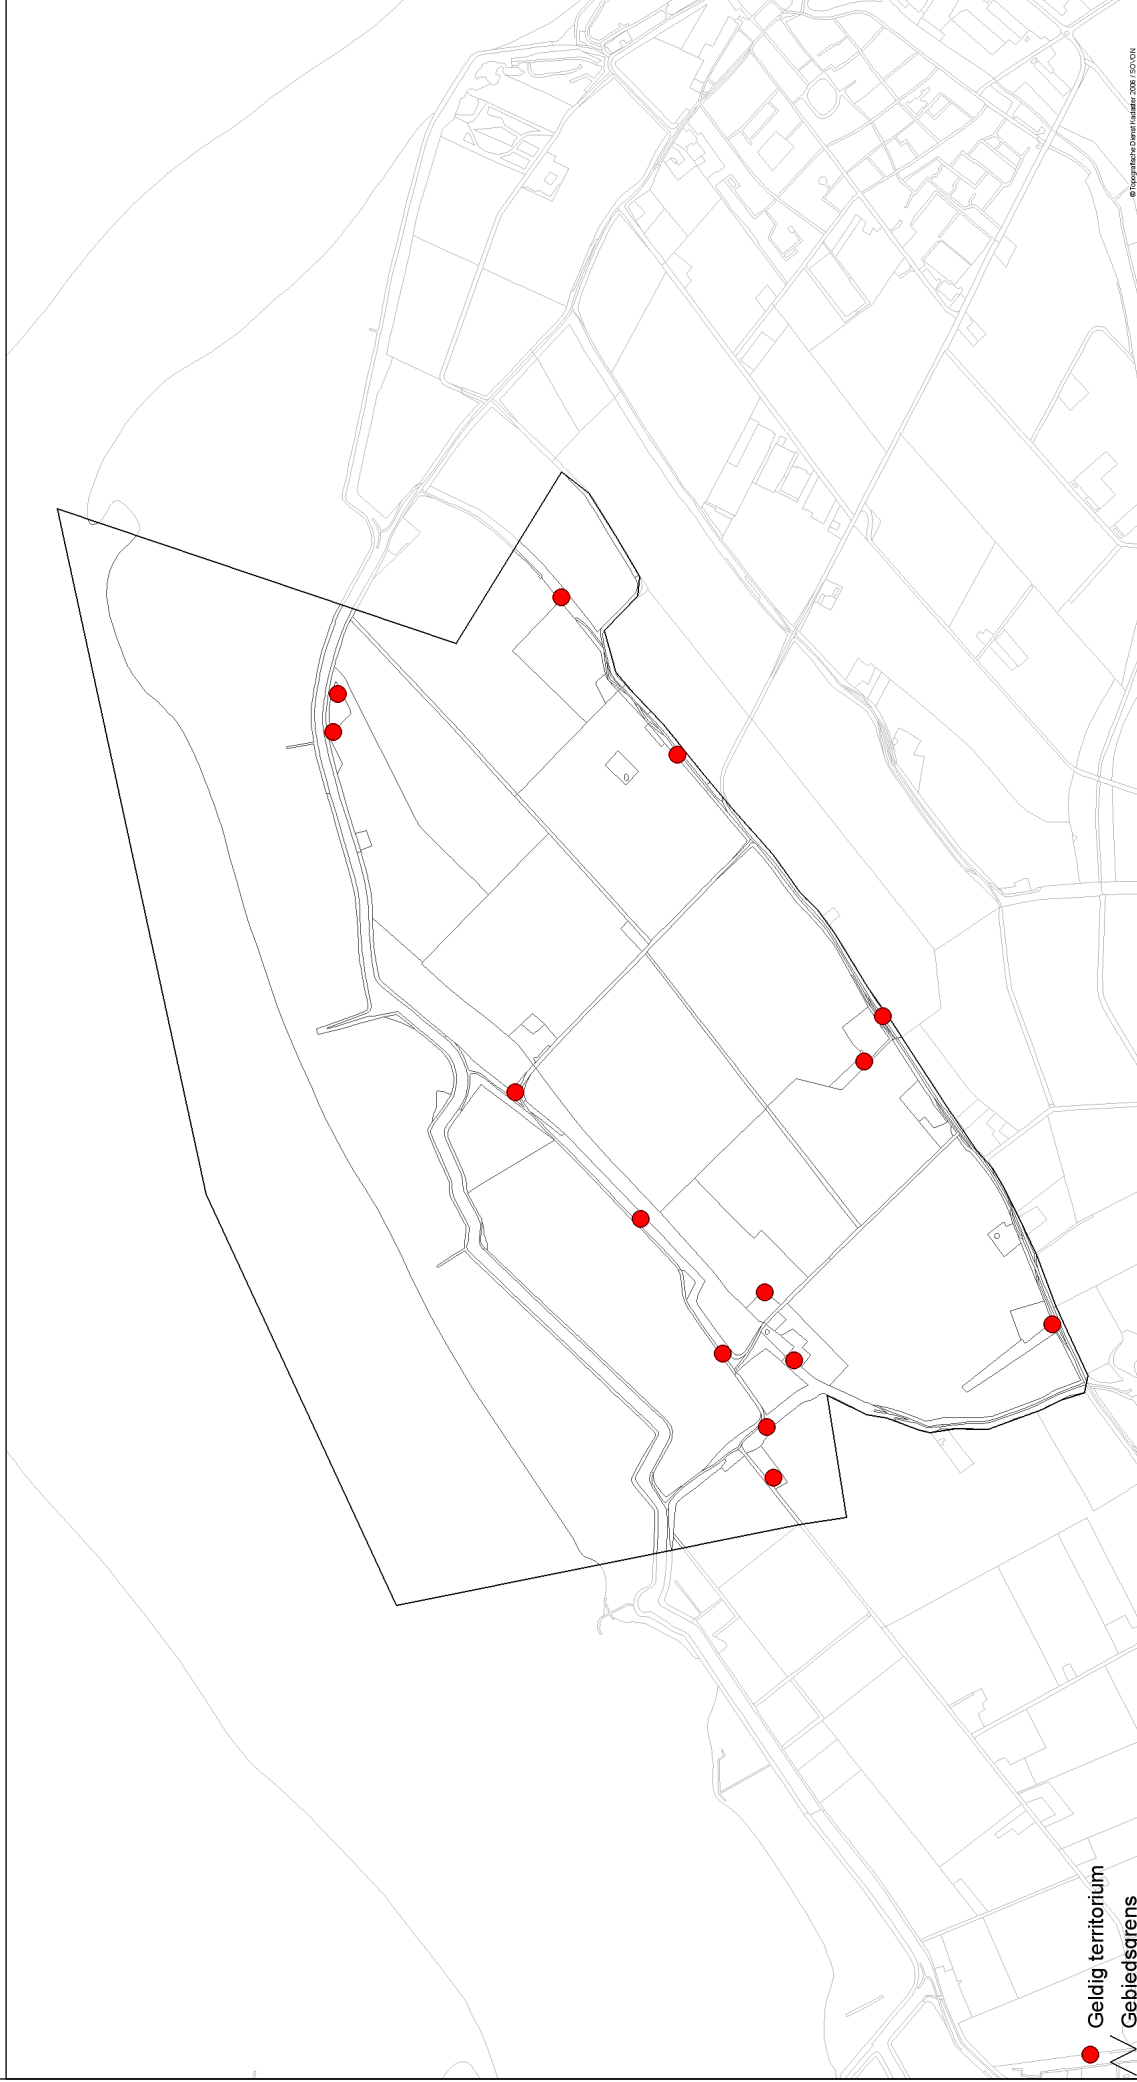 Geldig territorium
Gebiedsgrens
© Topografische Dienst Kadaster 2006 / SOVON